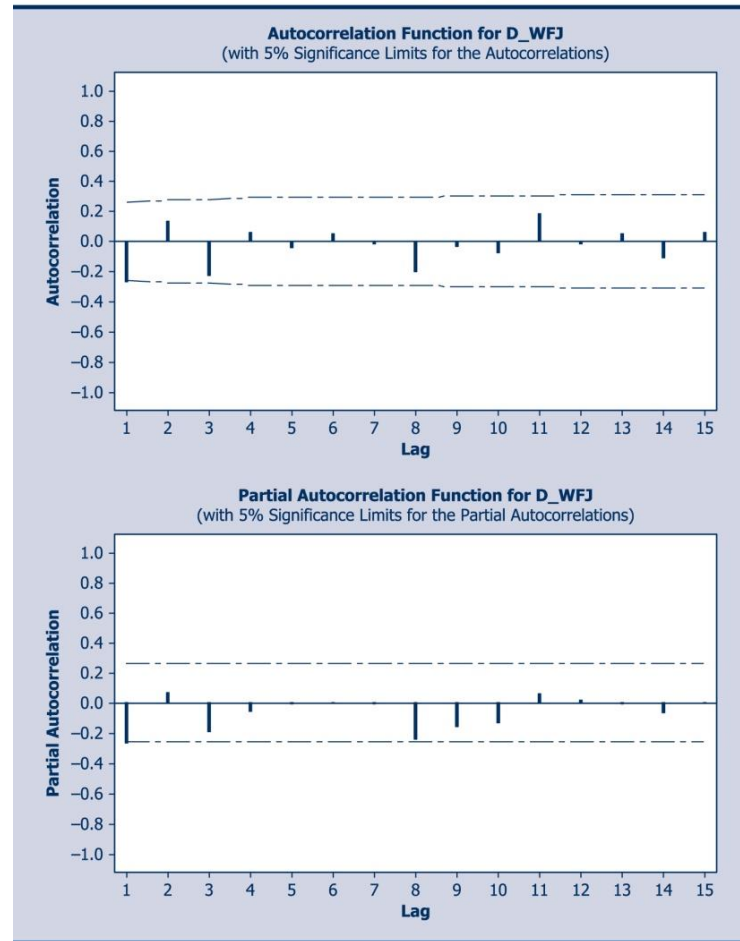 Autocorrelation Function for D_WFJ
(with 5% Significance Limits for the Autocorrelations)
Autocorrelation
1.0
0.8
0.6
0.4
0.2
0.0
−0.2
−0.4
−0.6
−0.8
−1.0
1 2 3 4 5 6 7 8 9 10 11 12 13 14 15
Lag
Partial Autocorrelation Function for D_WFJ
(with 5% Significance Limits for the Partial Autocorrelations)
Partial Autocorrelation
1.0
0.8
0.6
0.4
0.2
0.0
−0.2
−0.4
−0.6
−0.8
−1.0
1 2 3 4 5 6 7 8 9 10 11 12 13 14 15
Lag